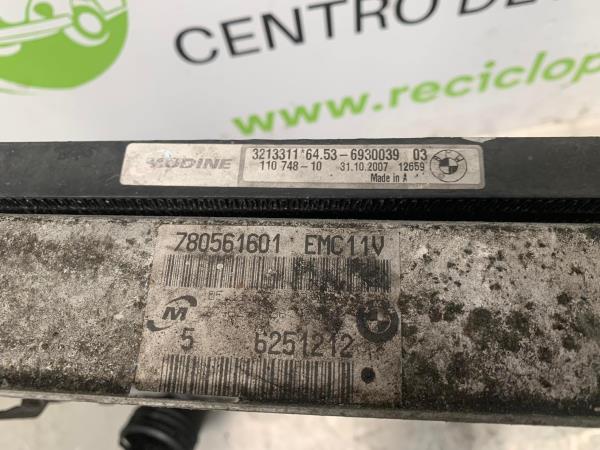 CENTRO DE
www.reciclop
MODINE 3213311*64.53-6930039 03
110 748-10 31.10.2007 12659
Made in A
780561601 EMC11V
M
5 6251212